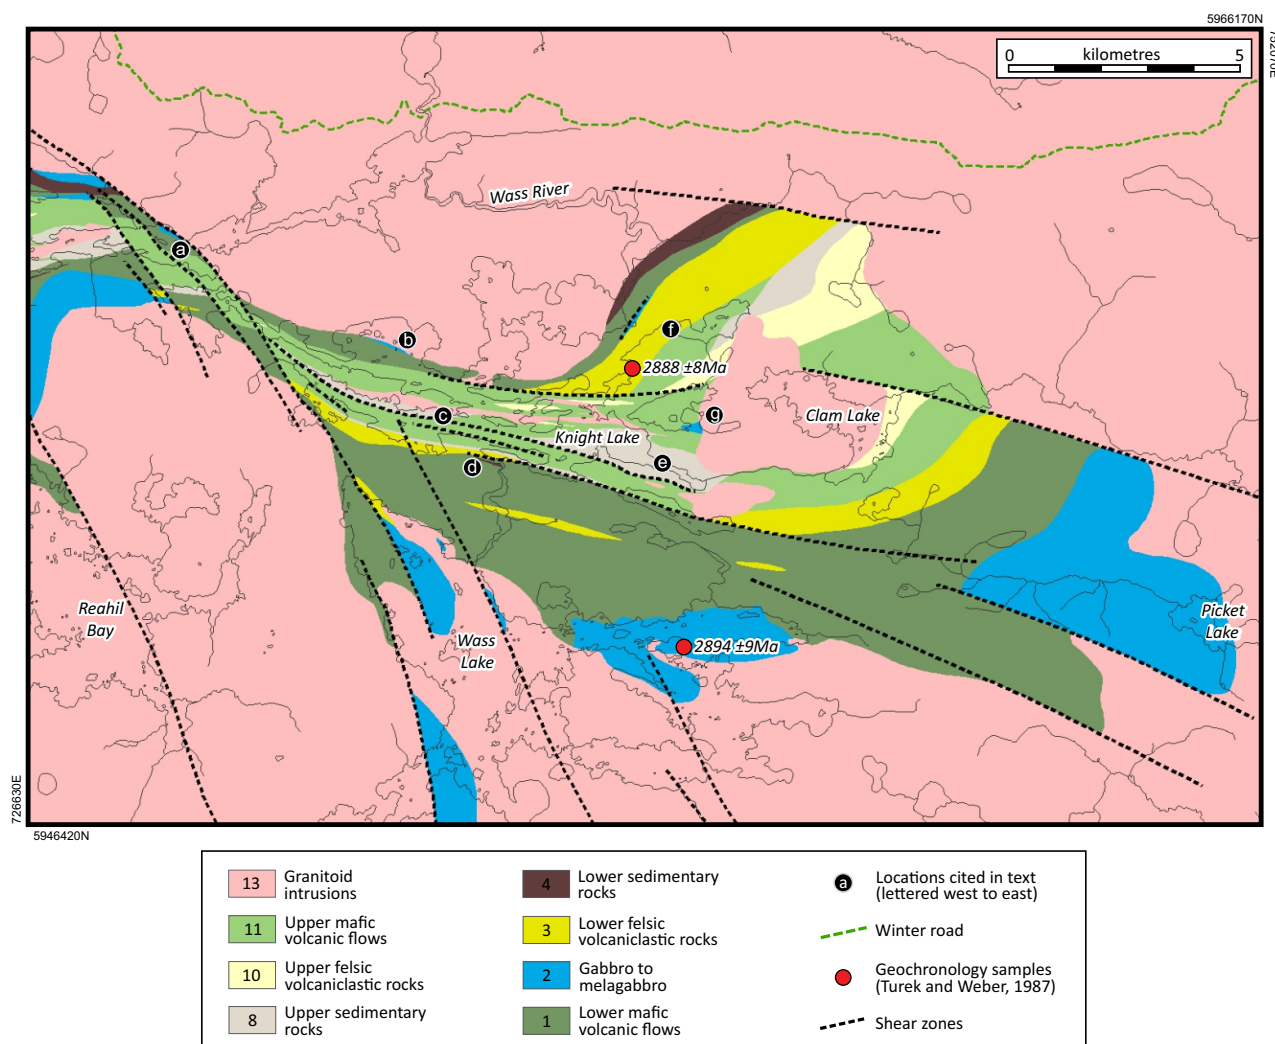 5966170N
0 kilometres 5
Wass River
a
b
f
2888 ±8Ma
c
g
Clam Lake
Knight Lake
d
e
Reahil
Bay
Wass
Lake
2894 ±9Ma
Picket
Lake
726630E
5946420N
13 Granitoid
intrusions
11 Upper mafic
volcanic flows
10 Upper felsic
volcaniclastic rocks
8 Upper sedimentary
rocks
4 Lower sedimentary
rocks
3 Lower felsic
volcaniclastic rocks
2 Gabbro to
melagabbro
1 Lower mafic
volcanic flows
a Locations cited in text
(lettered west to east)
Winter road
Geochronology samples
(Turek and Weber, 1987)
Shear zones